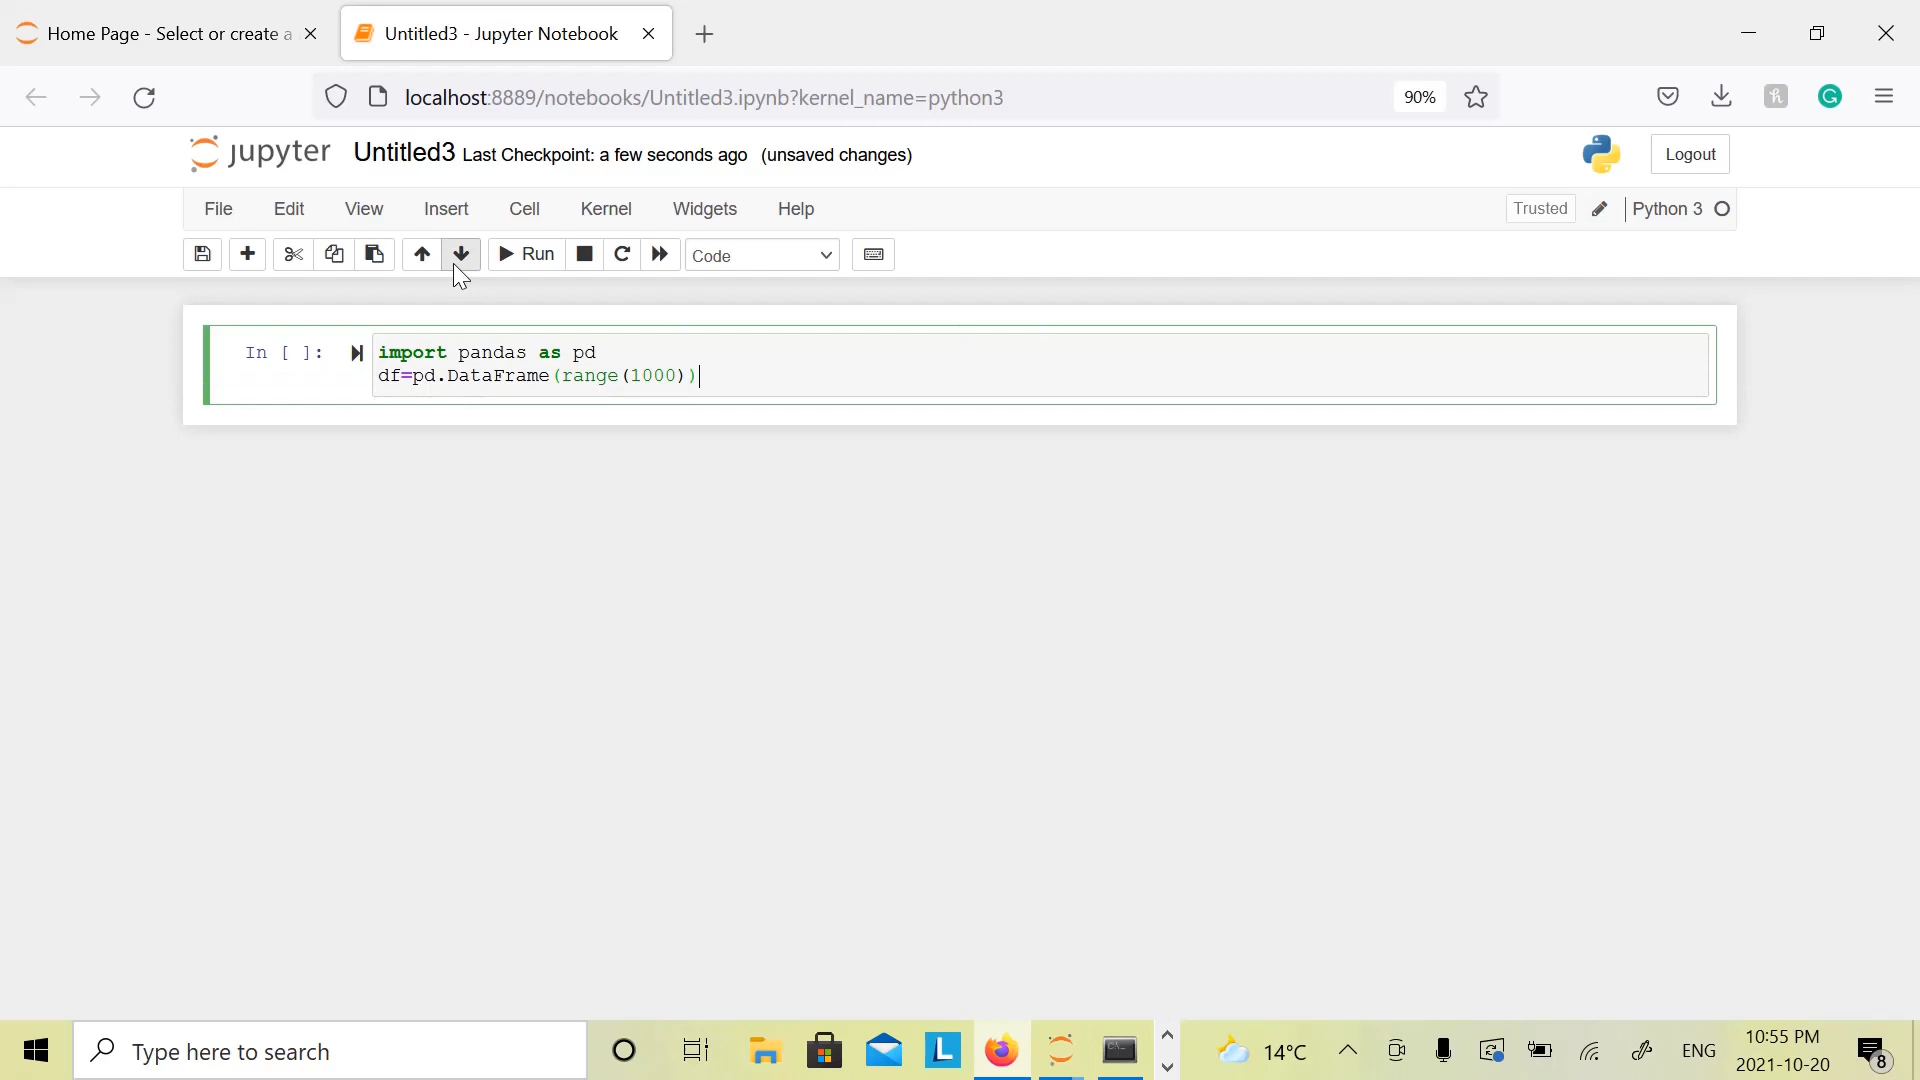 Home Page - Select or create a
Untitled3 - Jupyter Notebook
localhost:8889/notebooks/Untitled3.ipynb?kernel_name=python3
90%
jupyter Untitled3 Last Checkpoint: a few seconds ago (unsaved changes)
Logout
File Edit View Insert Cell Kernel Widgets Help
Trusted
Python 3
Run
Code
In [ ]: import pandas as pd
df=pd.DataFrame(range(1000))
Type here to search
L
14°C
ENG
10:55 PM
2021-10-20
8